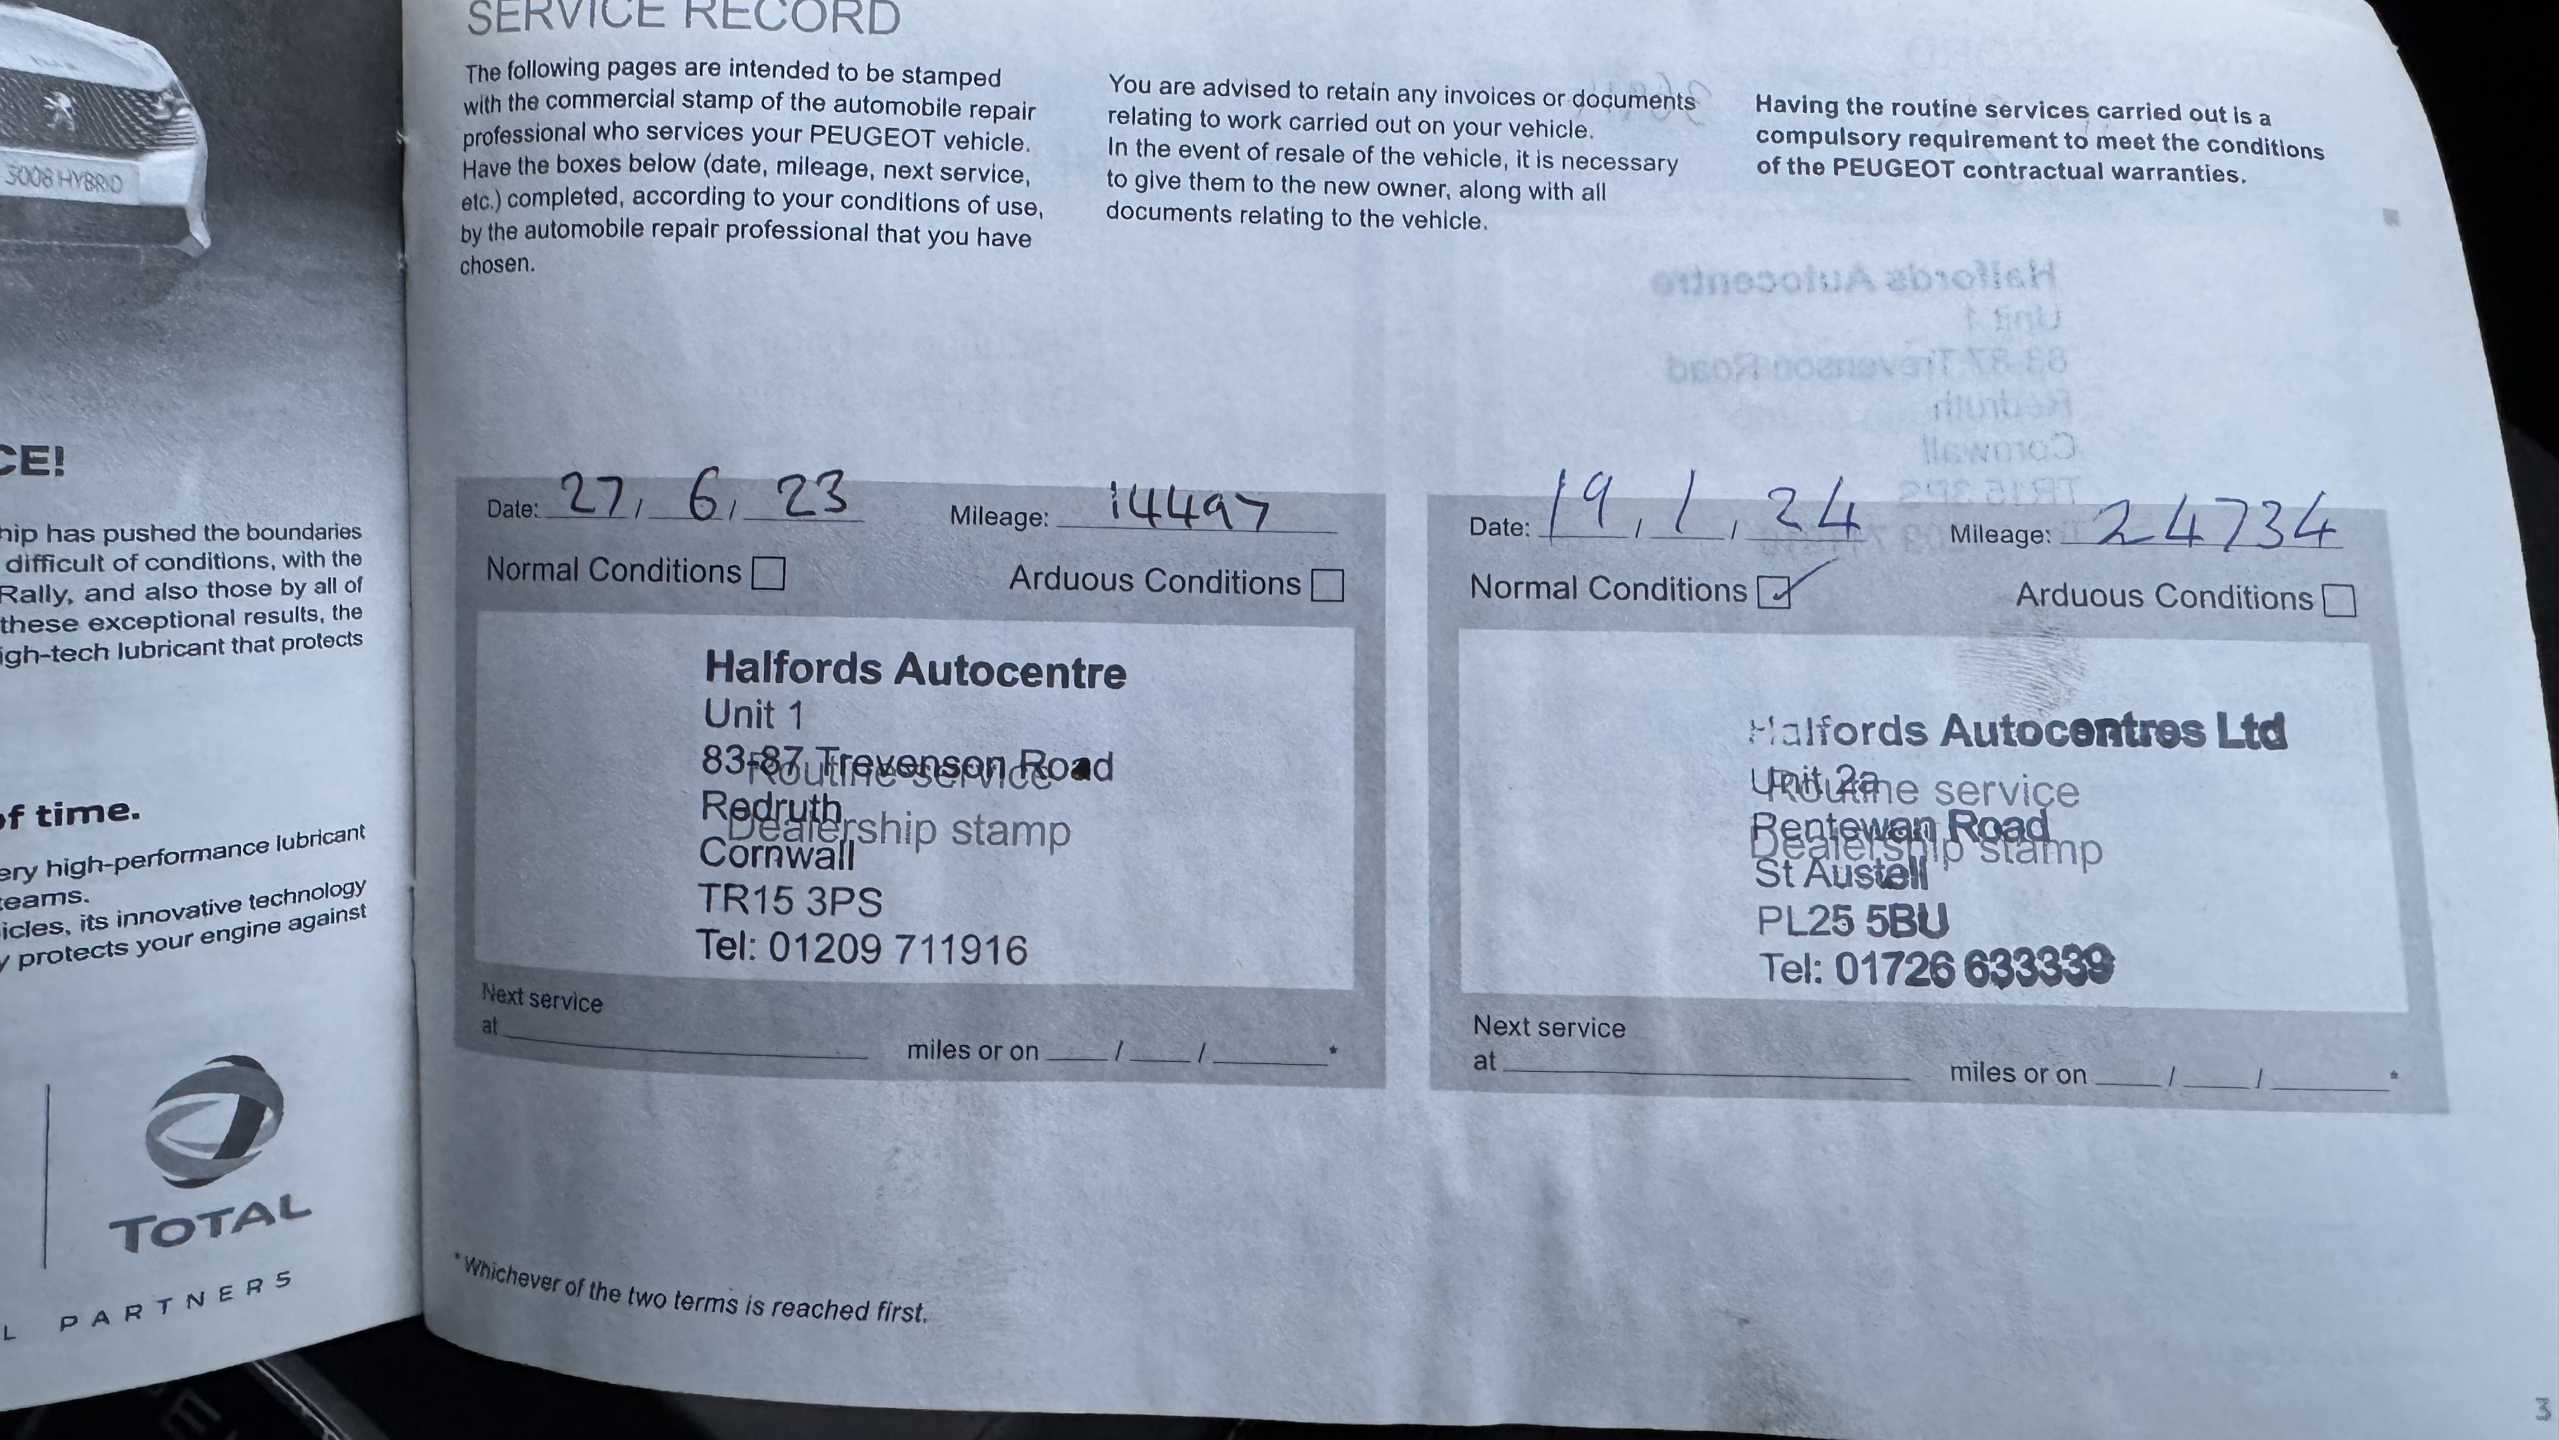 3008 HYBRID
CE!
hip has pushed the boundaries
difficult of conditions, with the
Rally, and also those by all of
these exceptional results, the
igh-tech lubricant that protects
of time.
ery high-performance lubricant
teams.
icles, its innovative technology
y protects your engine against
TOTAL
L PARTNERS
SERVICE RECORD
The following pages are intended to be stamped
with the commercial stamp of the automobile repair
professional who services your PEUGEOT vehicle.
Have the boxes below (date, mileage, next service,
etc.) completed, according to your conditions of use,
by the automobile repair professional that you have
chosen.
You are advised to retain any invoices or documents
relating to work carried out on your vehicle.
In the event of resale of the vehicle, it is necessary
to give them to the new owner, along with all
documents relating to the vehicle.
Having the routine services carried out is a
compulsory requirement to meet the conditions
of the PEUGEOT contractual warranties.
Date: 27 / 6 / 23 Mileage: 14497
Normal Conditions Arduous Conditions
Halfords Autocentre
Unit 1
83-87 Trevenson Road
Routine service
Redruth
Dealership stamp
Cornwall
TR15 3PS
Tel: 01209 711916
Next service
at miles or on / / *
Date: 19 / 1 / 24 Mileage: 24734
Normal Conditions Arduous Conditions
Halfords Autocentres Ltd
Unit 2a
Routine service
Pentewan Road
Dealership stamp
St Austell
PL25 5BU
Tel: 01726 633339
Next service
at miles or on / / *
*Whichever of the two terms is reached first.
3